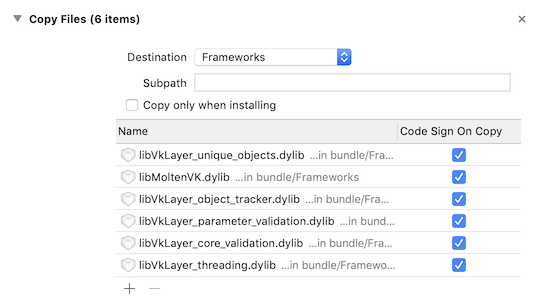 Copy Files (6 items)
Destination Frameworks
Subpath
Copy only when installing
Name Code Sign On Copy
libVkLayer_unique_objects.dylib ...in bundle/Fra...
libMoltenVK.dylib ...in bundle/Frameworks
libVkLayer_object_tracker.dylib ...in bundle/Fra...
libVkLayer_parameter_validation.dylib ...in bund...
libVkLayer_core_validation.dylib ...in bundle/Fra...
libVkLayer_threading.dylib ...in bundle/Framewo...